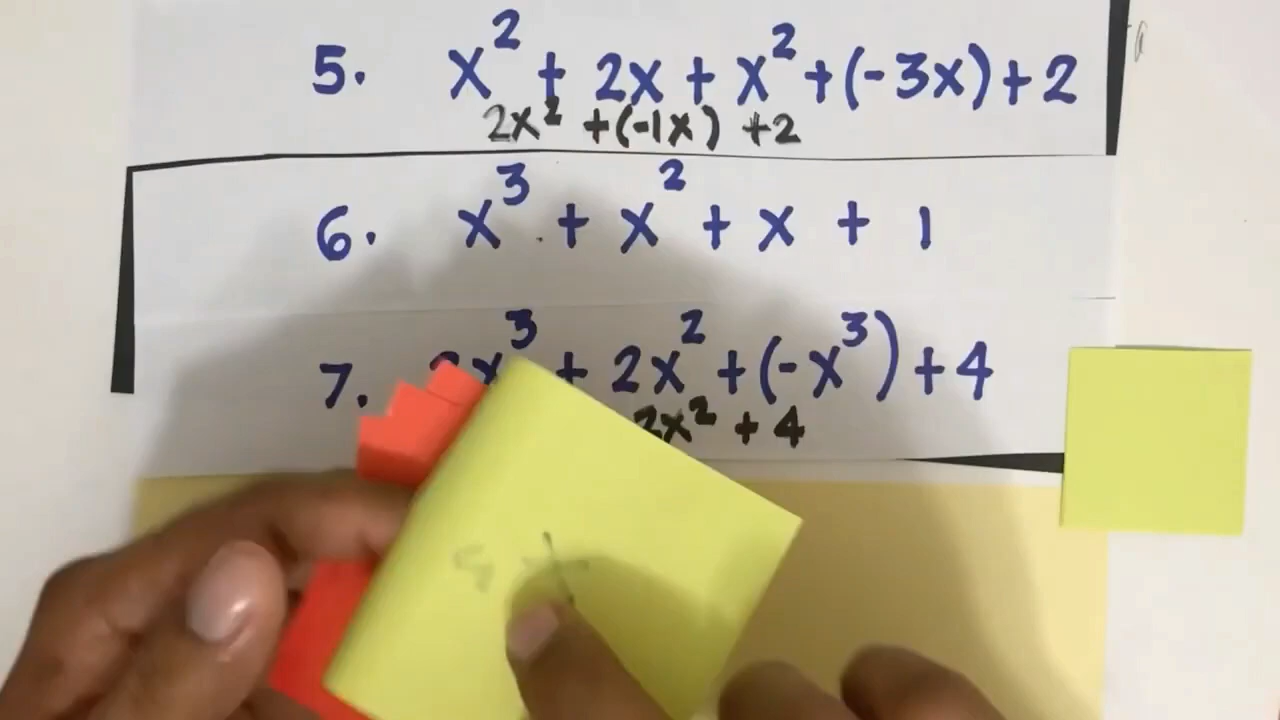 5. x² + 2x + x² + (-3x) + 2
2x² + (-1x) + 2
6. x³ + x² + x + 1
7. x³ + 2x² + (-x³) + 4
2x² + 4